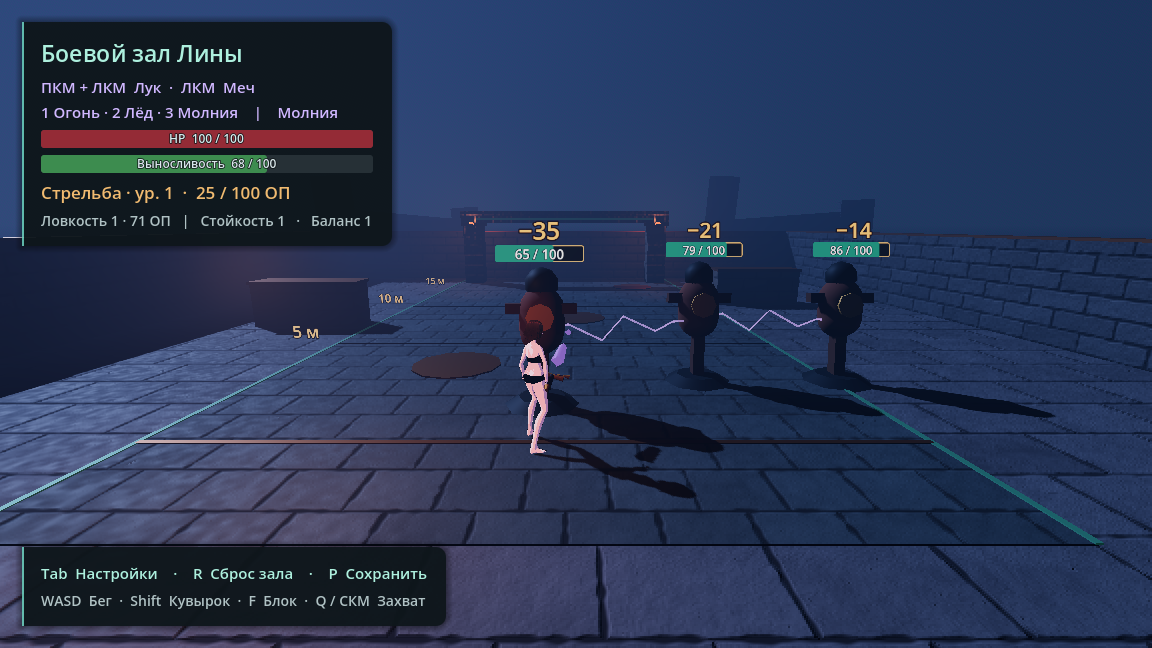 Боевой зал Лины
ПКМ + ЛКМ Лук · ЛКМ Меч
1 Огонь · 2 Лёд · 3 Молния | Молния
HP 100 / 100
Выносливость 68 / 100
Стрельба · ур. 1 · 25 / 100 ОП
Ловкость 1 · 71 ОП | Стойкость 1 · Баланс 1
−35
65 / 100
−21
79 / 100
−14
86 / 100
15 м
10 м
5 м
Tab Настройки · R Сброс зала · P Сохранить
WASD Бег · Shift Кувырок · F Блок · Q / СКМ Захват